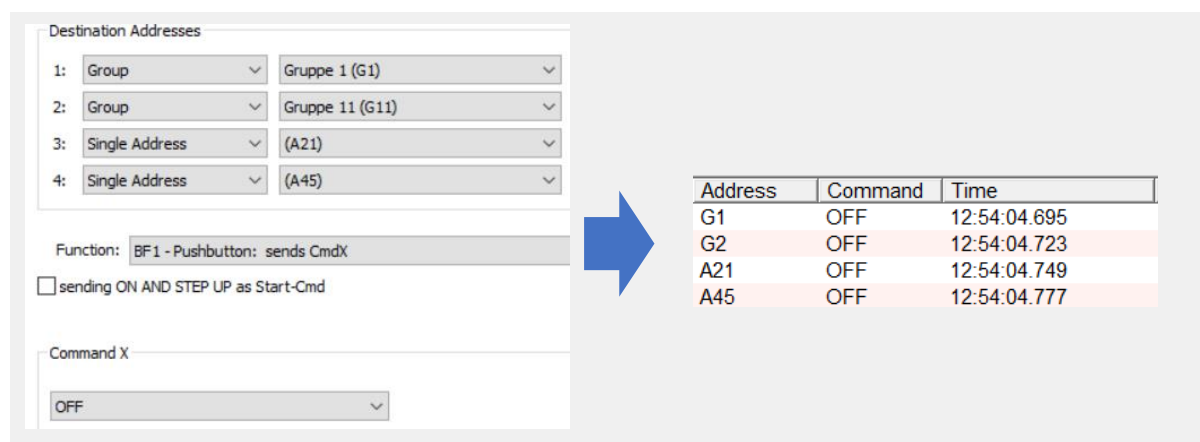 Destination Addresses
1: Group Gruppe 1 (G1)
2: Group Gruppe 11 (G11)
3: Single Address (A21)
4: Single Address (A45)
Function: BF1 - Pushbutton: sends CmdX
sending ON AND STEP UP as Start-Cmd
Command X
OFF
Address Command Time
G1 OFF 12:54:04.695
G2 OFF 12:54:04.723
A21 OFF 12:54:04.749
A45 OFF 12:54:04.777